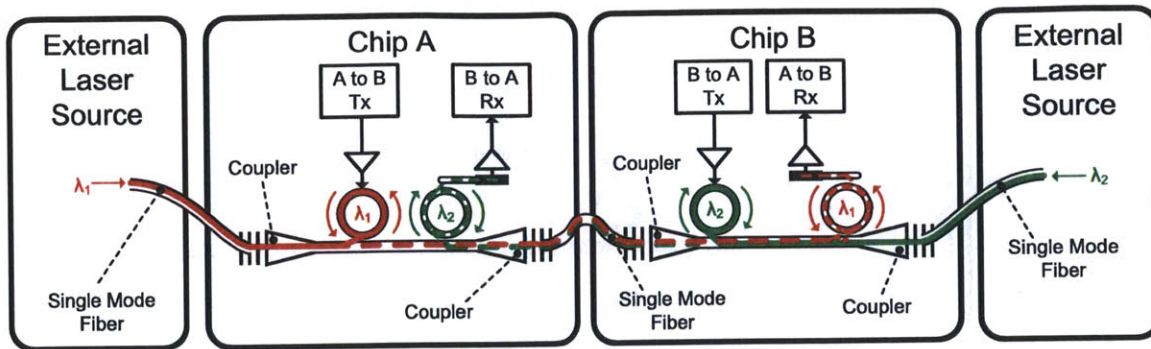 External
Laser
Source
λ₁
Single Mode
Fiber
Chip A
A to B
Tx
B to A
Rx
Coupler
λ₁
λ₂
Coupler
Single Mode
Fiber
Chip B
B to A
Tx
A to B
Rx
Coupler
λ₂
λ₁
Coupler
External
Laser
Source
λ₂
Single Mode
Fiber